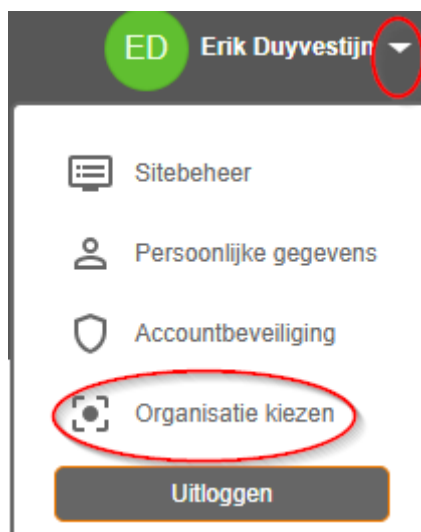 ED Erik Duyvestijn
Sitebeheer
Persoonlijke gegevens
Accountbeveiliging
Organisatie kiezen
Uitloggen